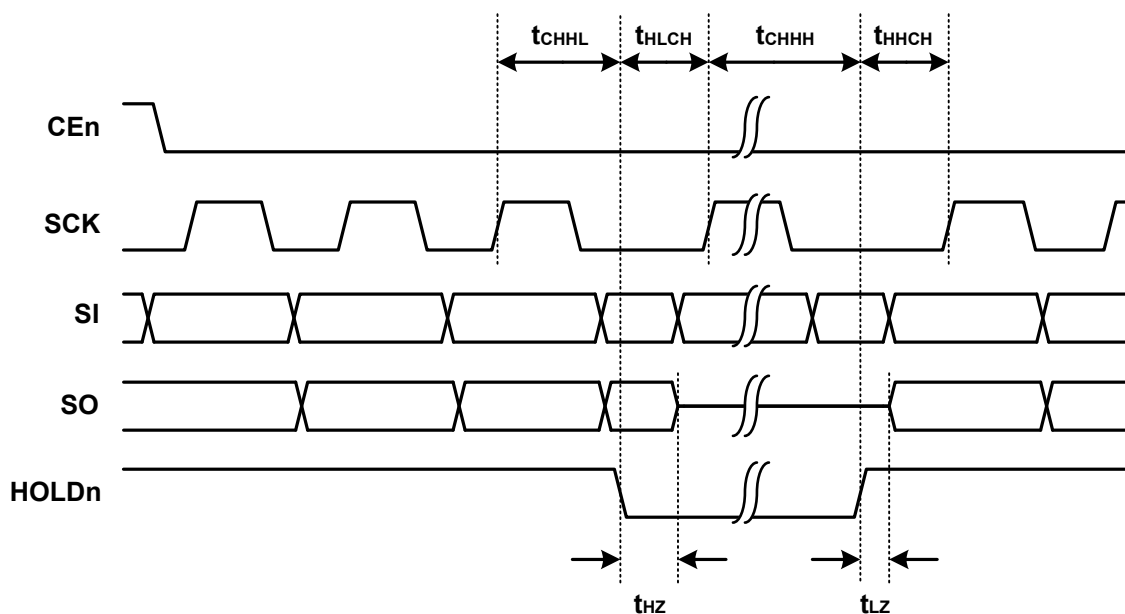 tCHHL tHLCH tCHHH tHHCH
CEn
SCK
SI
SO
HOLDn
tHZ tLZ